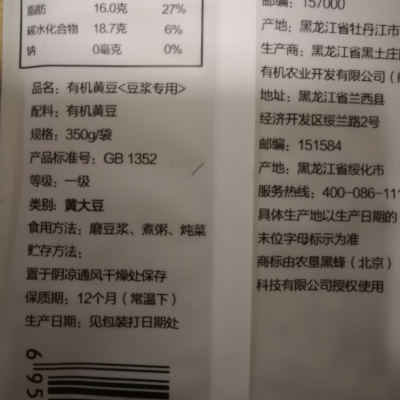 脂肪 16.0克 27%
碳水化合物 18.7克 6%
钠 0毫克 0%
品名：有机黄豆<豆浆专用>
配料：有机黄豆
规格：350g/袋
产品标准号：GB 1352
等级：一级
类别：黄大豆
食用方法：磨豆浆、煮粥、炖菜
贮存方法：
置于阴凉通风干燥处保存
保质期：12个月（常温下）
生产日期：见包装打印日期处
695
邮编：157000
产地：黑龙江省牡丹江市
生产商：黑龙江省黑土庄
有机农业开发有限公司
地址：黑龙江省兰西县
经济开发区绥兰路2号
邮编：151584
产地：黑龙江省绥化市
服务热线：400-086-11
具体生产地以生产日期的
末位字母标示为准
商标由农垦黑蜂（北京）
科技有限公司授权使用